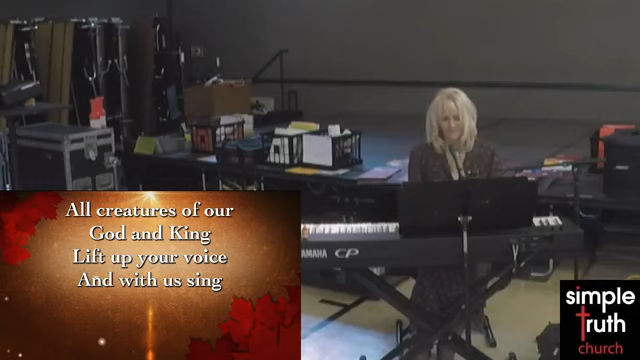 All creatures of our
God and King
Lift up your voice
And with us sing
YAMAHA CP
simple
truth
church